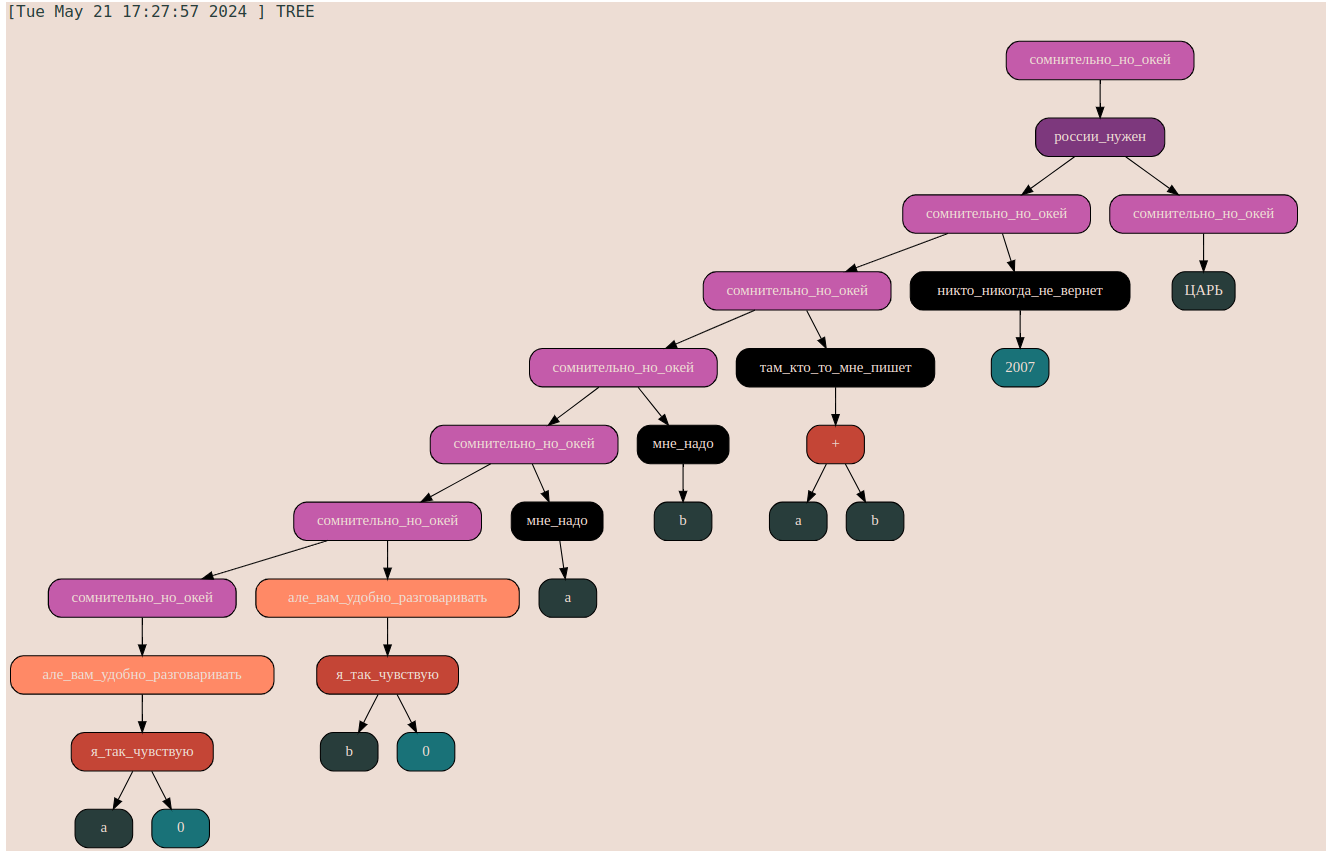 [Tue May 21 17:27:57 2024 ] TREE
сомнительно_но_окей
россии_нужен
сомнительно_но_окей
сомнительно_но_окей
сомнительно_но_окей
никто_никогда_не_вернет
ЦАРЬ
сомнительно_но_окей
там_кто_то_мне_пишет
2007
сомнительно_но_окей
мне_надо
+
сомнительно_но_окей
мне_надо
b
a
b
сомнительно_но_окей
але_вам_удобно_разговаривать
a
але_вам_удобно_разговаривать
я_так_чувствую
я_так_чувствую
b
0
a
0